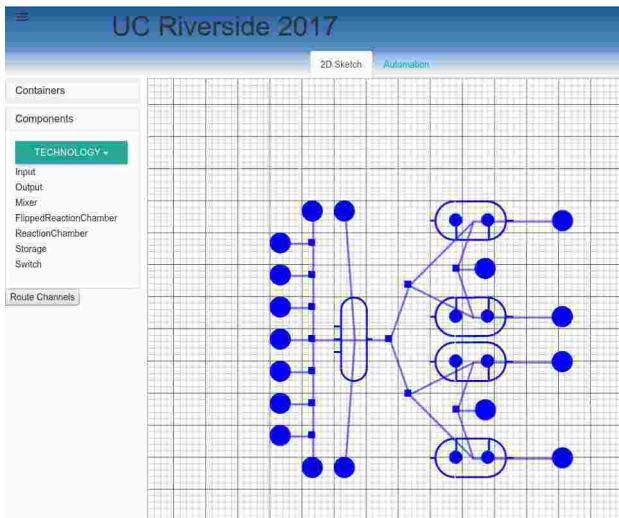 UC Riverside 2017
2D Sketch Automation
Containers
Components
TECHNOLOGY
Input
Output
Mixer
FlippedReactionChamber
ReactionChamber
Storage
Switch
Route Channels